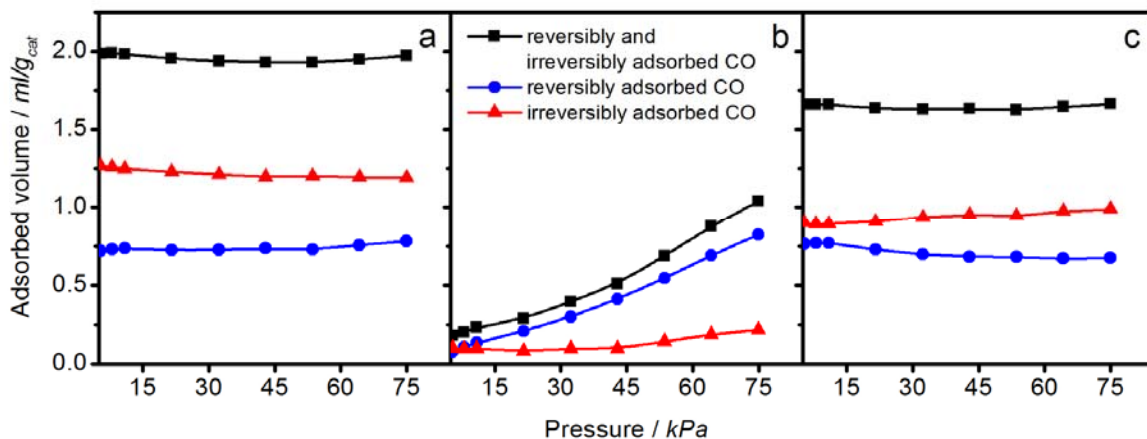 a
b
c
reversibly and
irreversibly adsorbed CO
reversibly adsorbed CO
irreversibly adsorbed CO
Adsorbed volume / ml/g_cat
2.0
1.5
1.0
0.5
0.0
15 30 45 60 75
15 30 45 60 75
15 30 45 60 75
Pressure / kPa